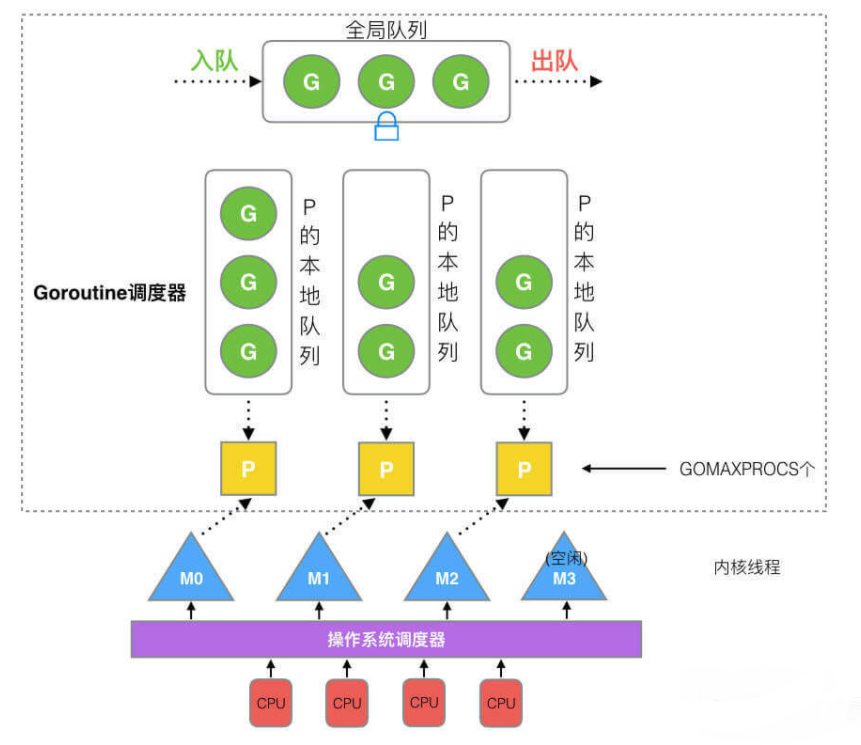 全局队列
入队
出队
G G G
G
P的本地队列
P的本地队列
P的本地队列
G G G
Goroutine调度器
G G G
P P P
GOMAXPROCS个
(空闲)
M0 M1 M2 M3
内核线程
操作系统调度器
CPU CPU CPU CPU